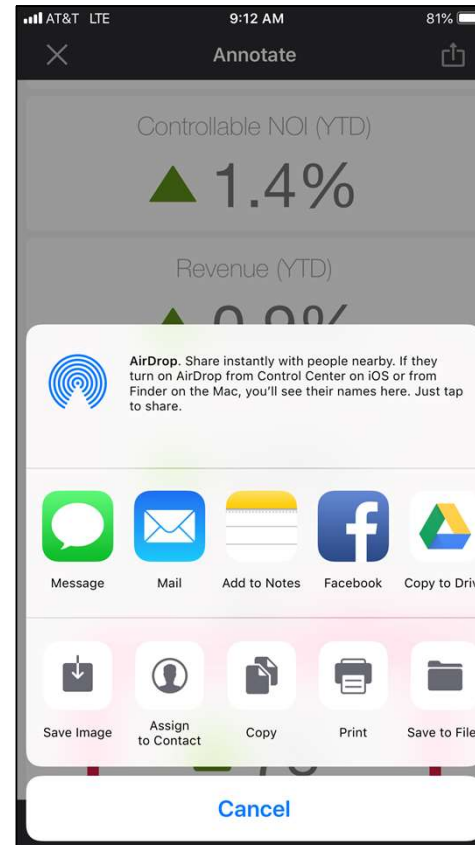 AT&T LTE 9:12 AM 81%
Annotate
Controllable NOI (YTD)
1.4%
Revenue (YTD)
AirDrop. Share instantly with people nearby. If they
turn on AirDrop from Control Center on iOS or from
Finder on the Mac, you’ll see their names here. Just tap
to share.
Message Mail Add to Notes Facebook Copy to Driv
Save Image Assign
to Contact Copy Print Save to File
Cancel